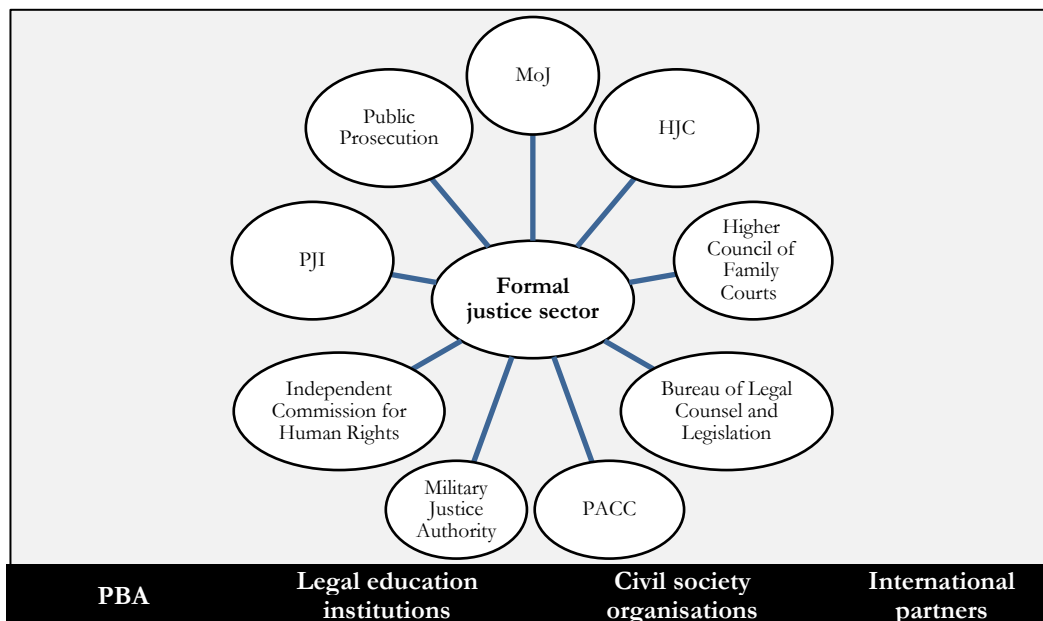 MoJ
Public
Prosecution
HJC
PJI
Higher
Council of
Family
Courts
Formal
justice sector
Independent
Commission for
Human Rights
Bureau of Legal
Counsel and
Legislation
Military
Justice
Authority
PACC
PBA
Legal education
institutions
Civil society
organisations
International
partners